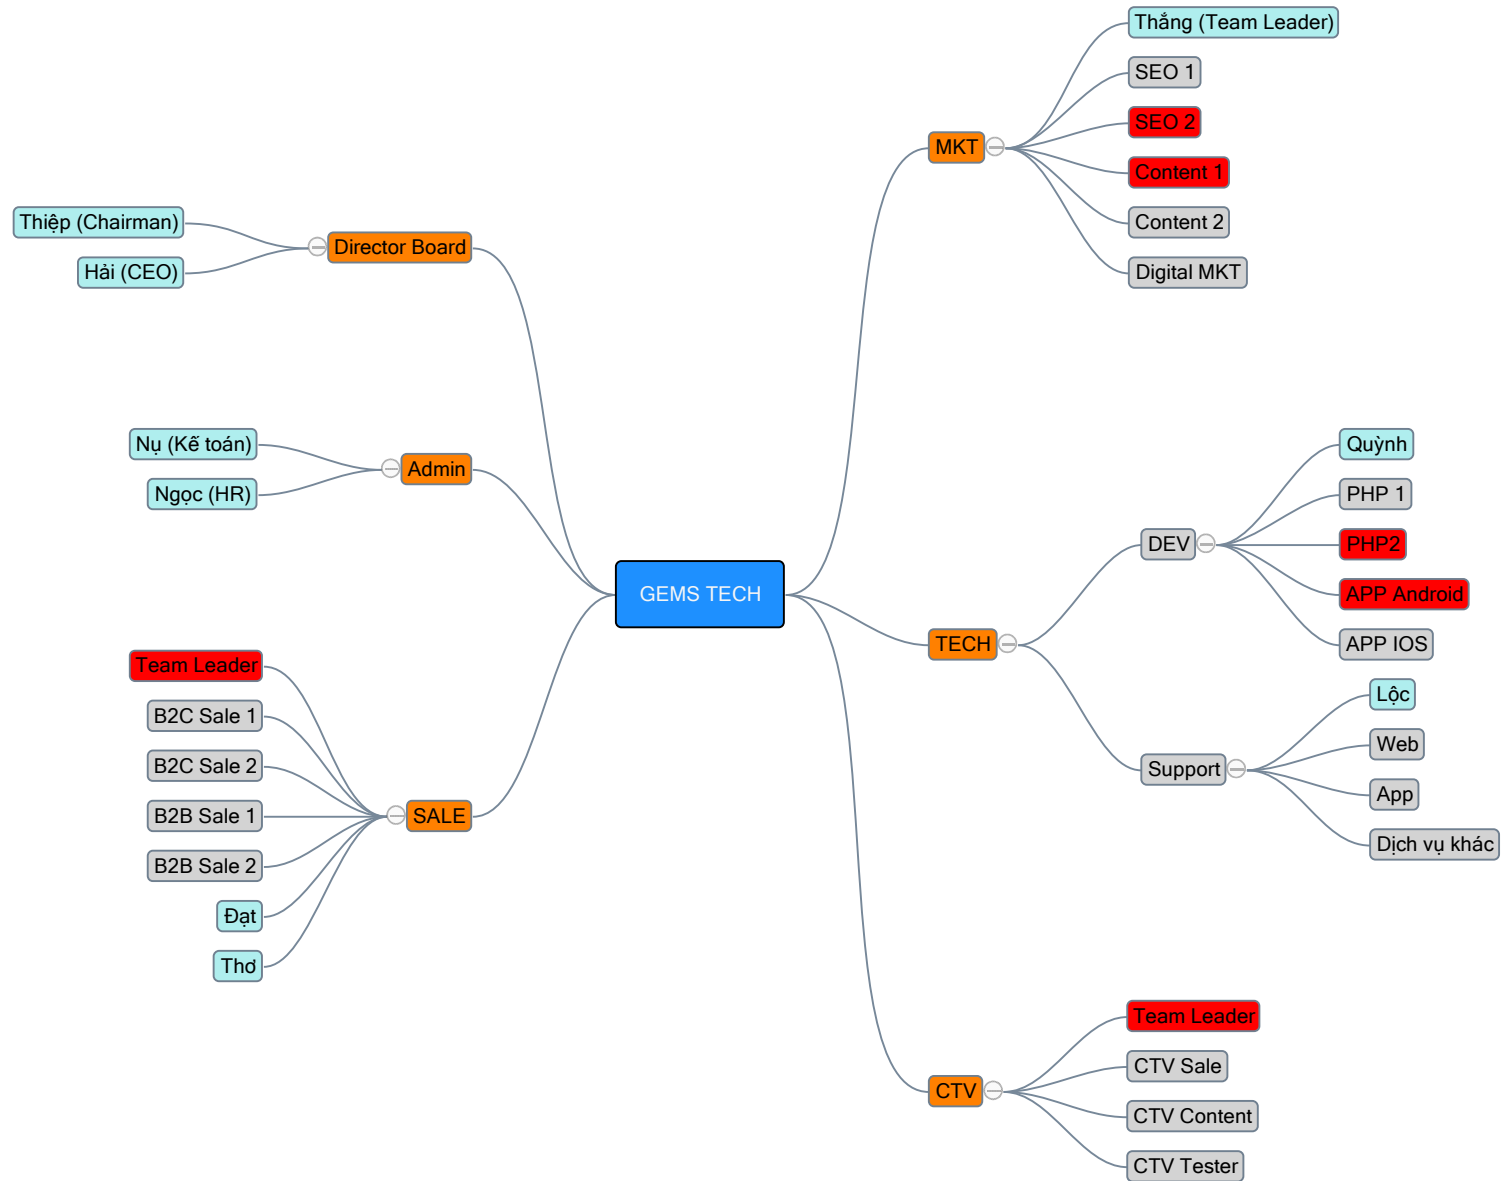 GEMS TECH
Director Board
Thiệp (Chairman)
Hải (CEO)
Admin
Nụ (Kế toán)
Ngọc (HR)
SALE
Team Leader
B2C Sale 1
B2C Sale 2
B2B Sale 1
B2B Sale 2
Đạt
Thơ
MKT
Thắng (Team Leader)
SEO 1
SEO 2
Content 1
Content 2
Digital MKT
TECH
DEV
Quỳnh
PHP 1
PHP2
APP Android
APP IOS
Support
Lộc
Web
App
Dịch vụ khác
CTV
Team Leader
CTV Sale
CTV Content
CTV Tester